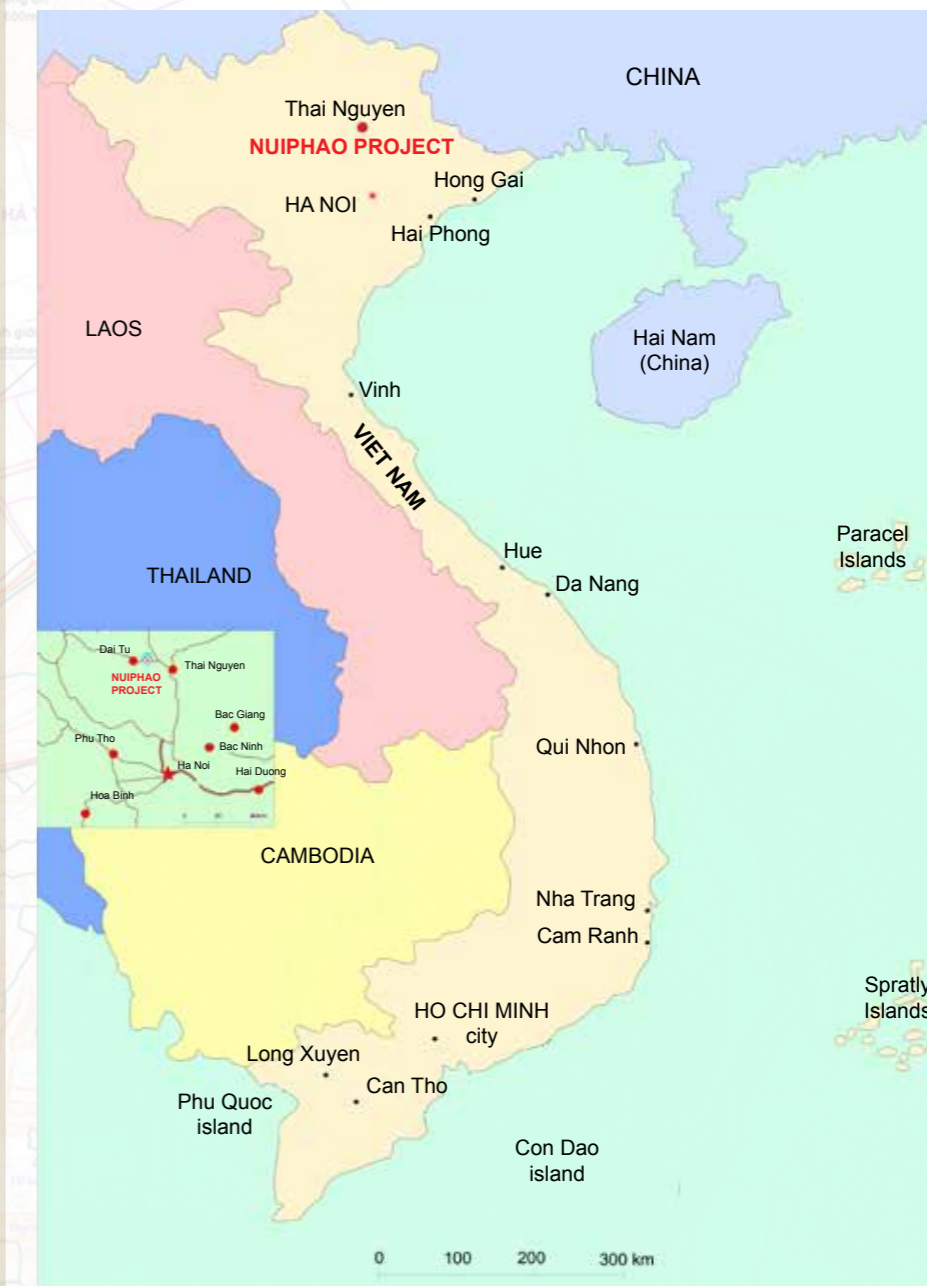 CHINA
Thai Nguyen
NUIPHAO PROJECT
Hong Gai
HA NOI
Hai Phong
LAOS
Hai Nam
(China)
Vinh
VIET NAM
Paracel
Islands
Hue
THAILAND
Da Nang
Dai Tu
Thai Nguyen
NUIPHAO
PROJECT
Bac Giang
Phu Tho
Bac Ninh
Ha Noi
Hai Duong
Hoa Binh
Qui Nhon
CAMBODIA
Nha Trang
Cam Ranh
Spratly
Islands
HO CHI MINH
city
Long Xuyen
Can Tho
Phu Quoc
island
Con Dao
island
0 100 200 300 km